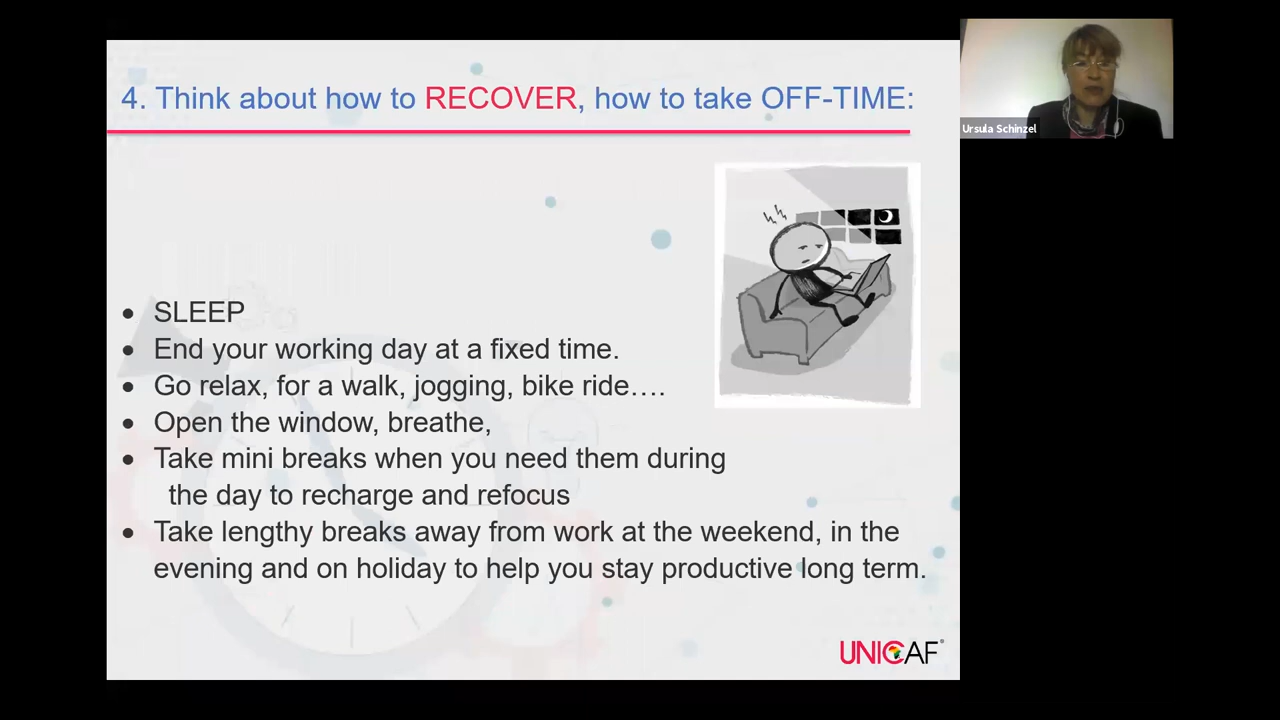 4. Think about how to RECOVER, how to take OFF-TIME:
Ursula Schinzel
• SLEEP
• End your working day at a fixed time.
• Go relax, for a walk, jogging, bike ride….
• Open the window, breathe,
• Take mini breaks when you need them during
the day to recharge and refocus
• Take lengthy breaks away from work at the weekend, in the
evening and on holiday to help you stay productive long term.
UNICAF®